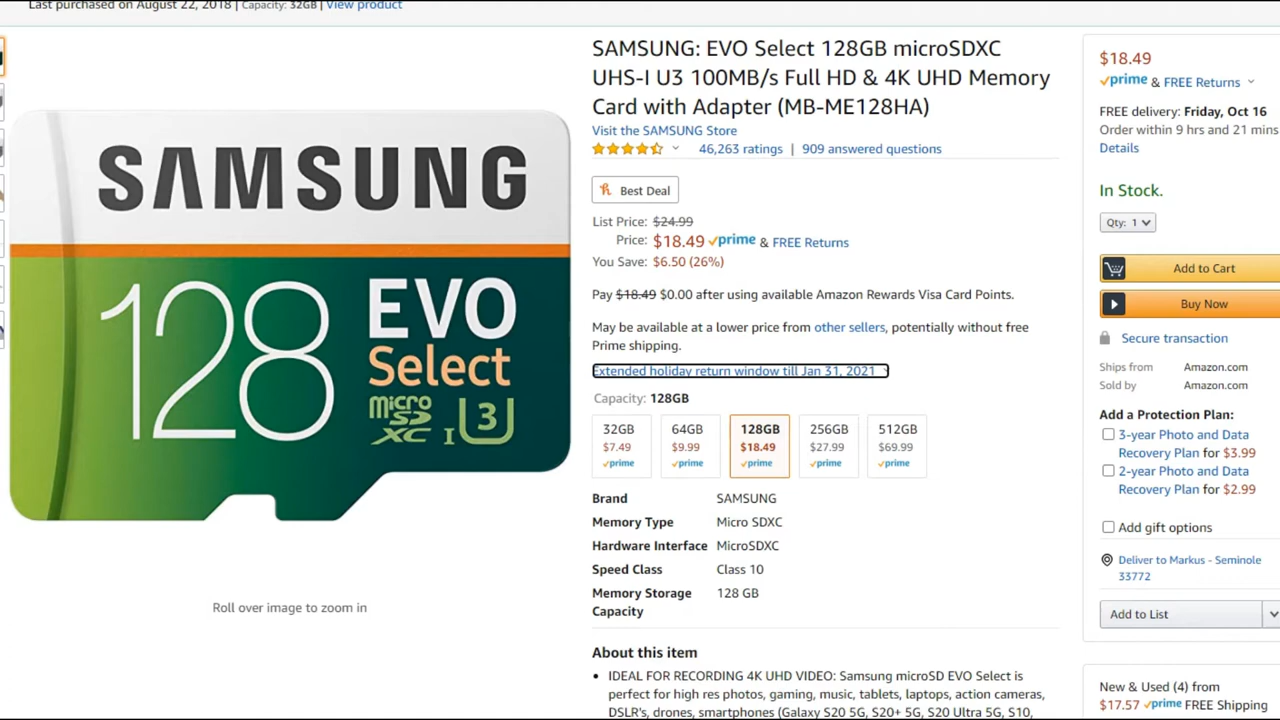 Last purchased on August 22, 2018 | Capacity: 32GB | View product
SAMSUNG
128
EVO
Select
micro
SD
XC I U3
Roll over image to zoom in
SAMSUNG: EVO Select 128GB microSDXC
UHS-I U3 100MB/s Full HD & 4K UHD Memory
Card with Adapter (MB-ME128HA)
Visit the SAMSUNG Store
46,263 ratings | 909 answered questions
Best Deal
List Price: $24.99
Price: $18.49 prime & FREE Returns
You Save: $6.50 (26%)
Pay $18.49 $0.00 after using available Amazon Rewards Visa Card Points.
May be available at a lower price from other sellers, potentially without free
Prime shipping.
Extended holiday return window till Jan 31, 2021
Capacity: 128GB
32GB 64GB 128GB 256GB 512GB
$7.49 $9.99 $18.49 $27.99 $69.99
prime prime prime prime prime
Brand SAMSUNG
Memory Type Micro SDXC
Hardware Interface MicroSDXC
Speed Class Class 10
Memory Storage 128 GB
Capacity
About this item
• IDEAL FOR RECORDING 4K UHD VIDEO: Samsung microSD EVO Select is
perfect for high res photos, gaming, music, tablets, laptops, action cameras,
DSLR's, drones, smartphones (Galaxy S20 5G, S20+ 5G, S20 Ultra 5G, S10,
$18.49
prime & FREE Returns
FREE delivery: Friday, Oct 16
Order within 9 hrs and 21 mins
Details
In Stock.
Qty: 1
Add to Cart
Buy Now
Secure transaction
Ships from Amazon.com
Sold by Amazon.com
Add a Protection Plan:
3-year Photo and Data
Recovery Plan for $3.99
2-year Photo and Data
Recovery Plan for $2.99
Add gift options
Deliver to Markus - Seminole
33772
Add to List
New & Used (4) from
$17.57 prime FREE Shipping